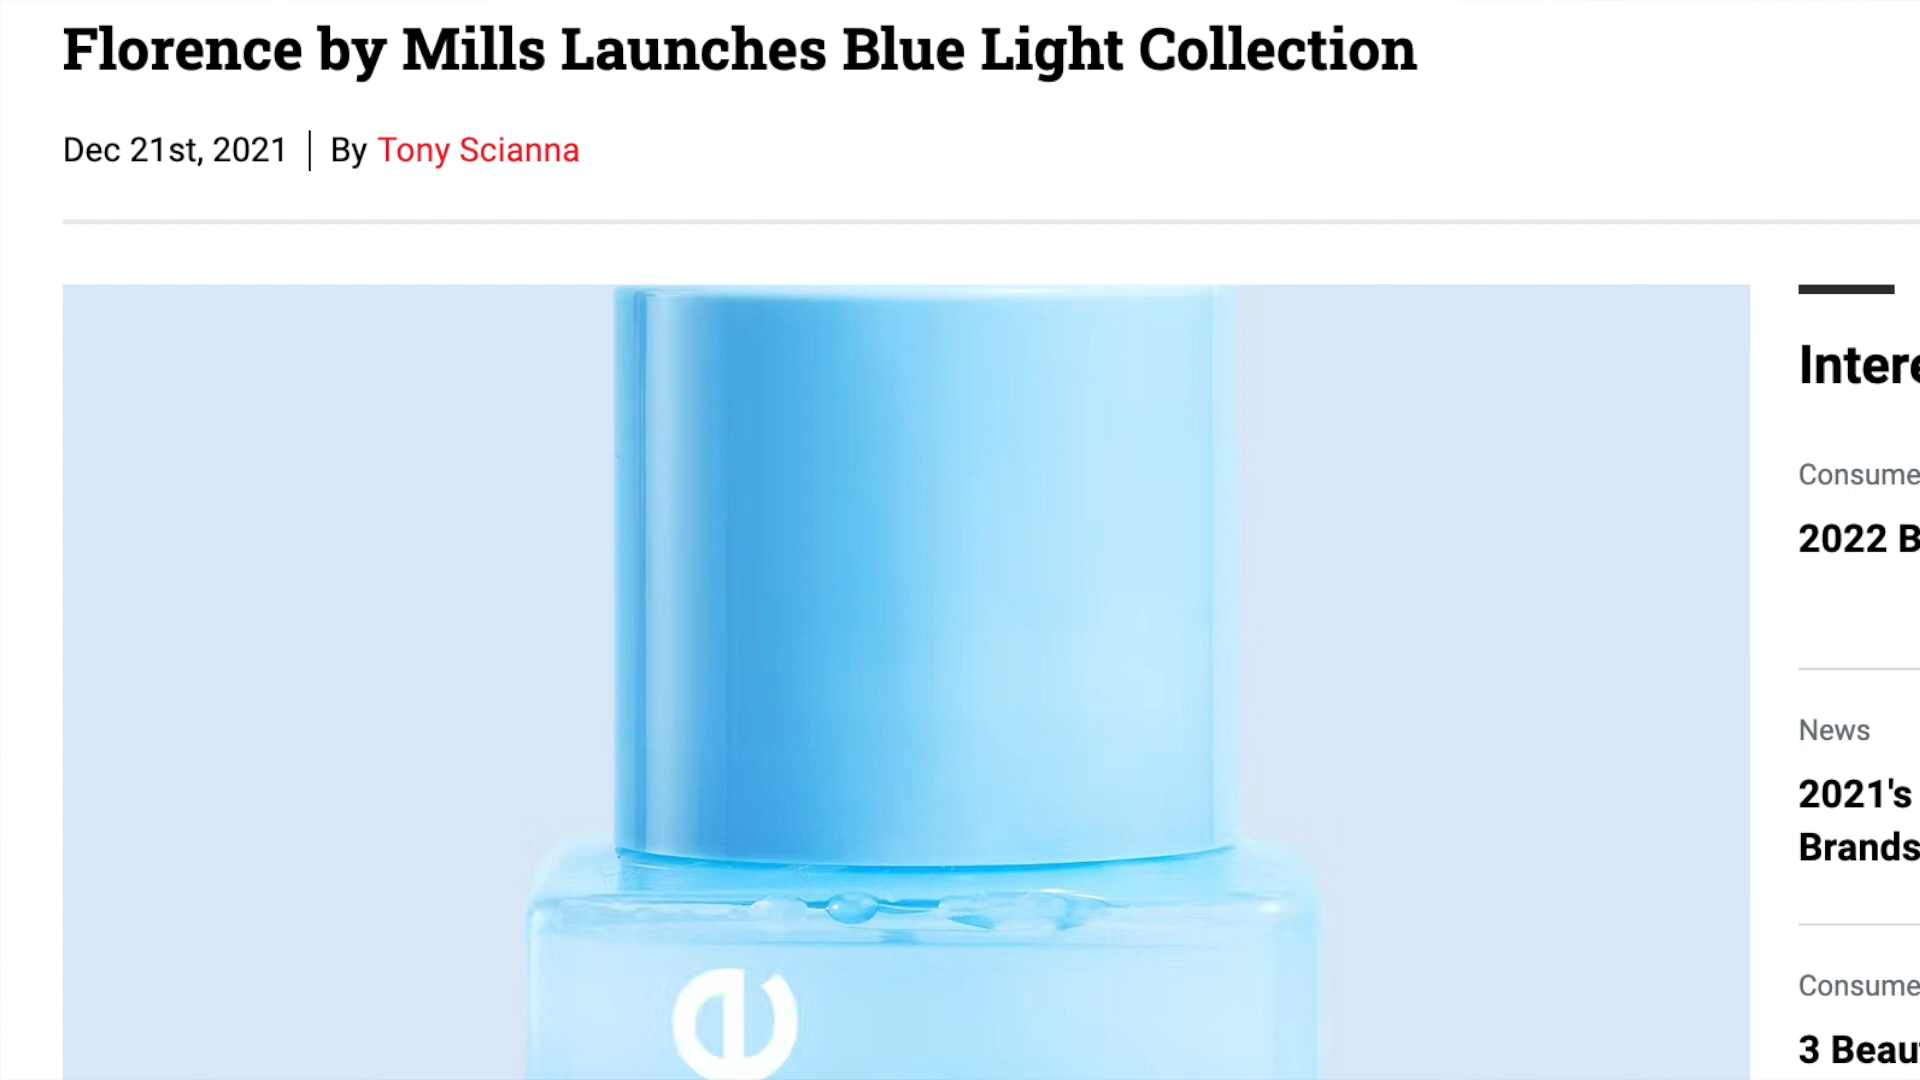 Florence by Mills Launches Blue Light Collection
Dec 21st, 2021 | By Tony Scianna
e
Intere
Consume
2022 B
News
2021's
Brands
Consume
3 Beau